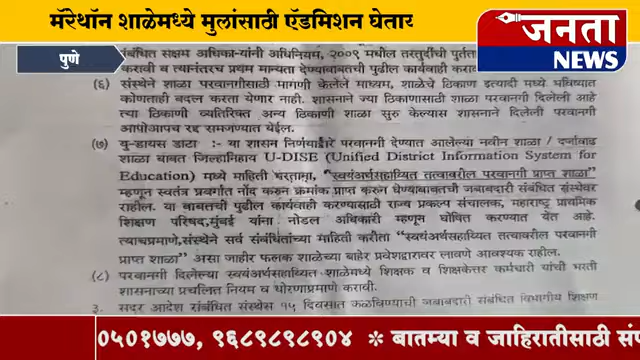 मॅरेथॉन शाळेमध्ये मुलांसाठी ऍडमिशन घेतार
जनता
NEWS
पुणे
संबंधित सक्षम अधिकाऱ्यांनी अधिनियम, २००९ मधील तरतुदींची पुर्तत
करावी व त्यानंतरच प्रथम मान्यता देण्याबाबतची पुढील कार्यवाही करा
(६) संस्थेने शाळा परवानगीसाठी मागणी केलेले माध्यम, शाळेचे ठिकाण इत्यादी मध्ये भविष्यात
कोणताही बदल करता येणार नाही. शासनाने ज्या ठिकाणासाठी शाळा परवानगी दिलेली आहे
त्या ठिकाणी व्यतिरिक्त अन्य ठिकाणी शाळा सुरु केल्यास शासनाने दिलेली परवानगी
आपोआपच रद्द समजण्यात येईल.
(७) यु-डायस डाटा :- या शासन निर्णयाद्वारे परवानगी देण्यात आलेल्या नवीन शाळा / दर्जावाढ
शाळा बाबत जिल्हानिहाय U-DISE (Unified District Information System for
Education) मध्ये माहिती भरताना, "स्वयंअर्थसहाय्यित तत्वावरील परवानगी प्राप्त शाळा"
म्हणून स्वतंत्र प्रवर्गात नोंद करुन क्रमांक प्राप्त करुन घेण्याबाबतची जबाबदारी संबंधित संस्थेवर
राहील. या बाबतची पुढील कार्यवाही करण्यासाठी राज्य प्रकल्प संचालक, महाराष्ट्र प्राथमिक
शिक्षण परिषद,मुंबई यांना नोडल अधिकारी म्हणून घोषित करण्यात येत आहे.
त्याचप्रमाणे,संस्थेने सर्व संबंधितांच्या माहिती करीता "स्वयंअर्थसहाय्यित तत्वावरील परवानगी
प्राप्त शाळा" असा जाहीर फलक शाळेच्या बाहेर प्रवेशद्वारावर लावणे आवश्यक राहील.
(८) परवानगी दिलेल्या स्वयंअर्थसहाय्यित शाळेमध्ये शिक्षक व शिक्षकेत्तर कर्मचारी यांची भरती
शासनाच्या प्रचलित नियम व धोरणाप्रमाणे करावी.
३. सदर आदेश संबंधित संस्थेस १५ दिवसात कळविण्याची जबाबदारी संबंधित विभागीय शिक्षण
०५०१७७७, ९६८९८९८९०४ * बातम्या व जाहिरातीसाठी संप